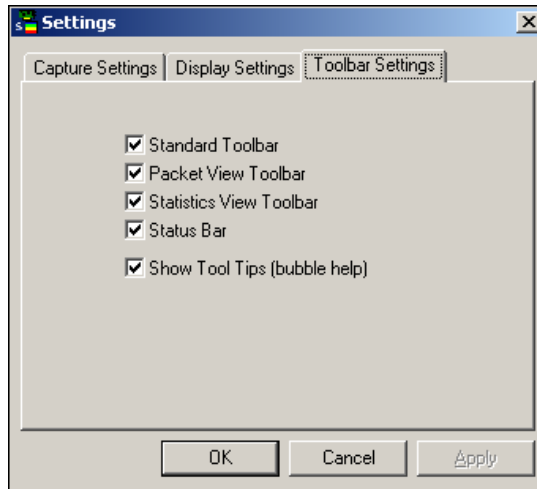 Settings
Capture Settings Display Settings Toolbar Settings
Standard Toolbar
Packet View Toolbar
Statistics View Toolbar
Status Bar
Show Tool Tips (bubble help)
OK Cancel Apply